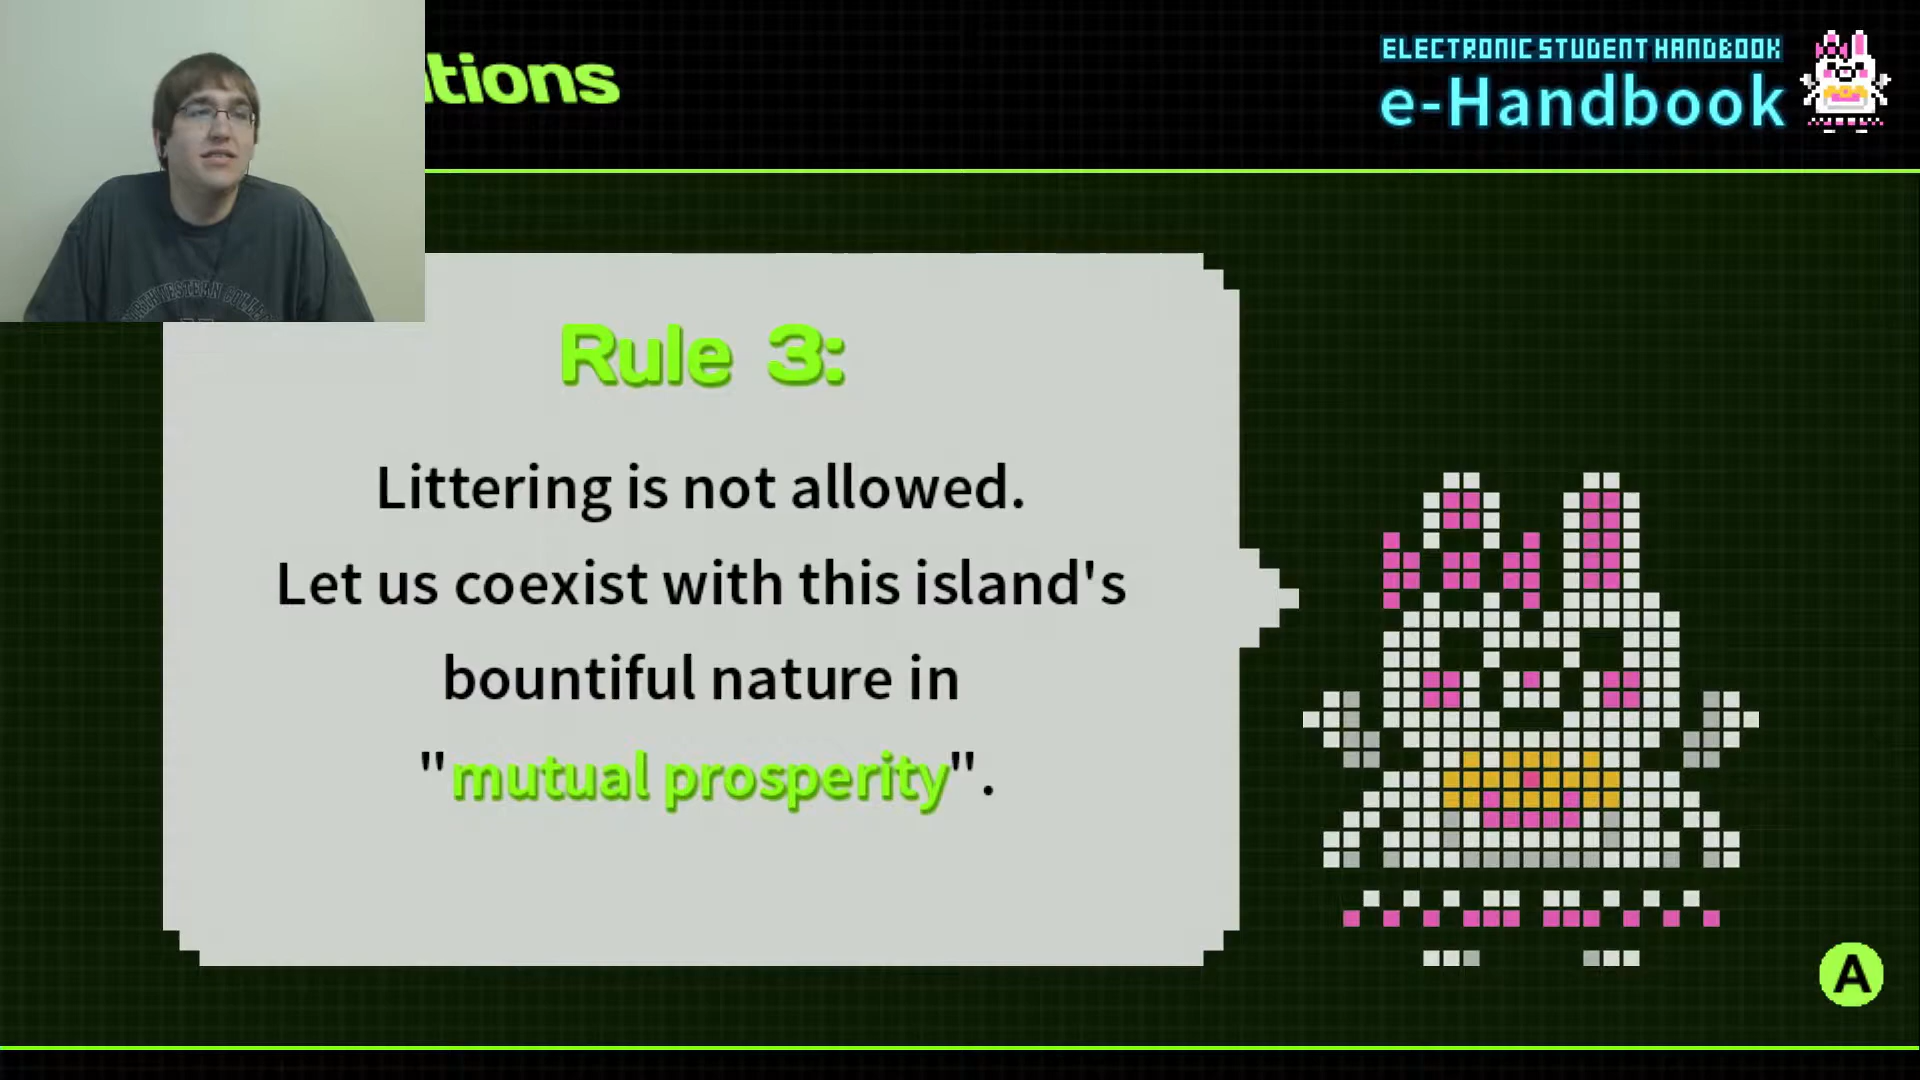 ELECTRONIC STUDENT HANDBOOK
e-Handbook
Rule 3:
Littering is not allowed.
Let us coexist with this island's
bountiful nature in
"mutual prosperity".
A